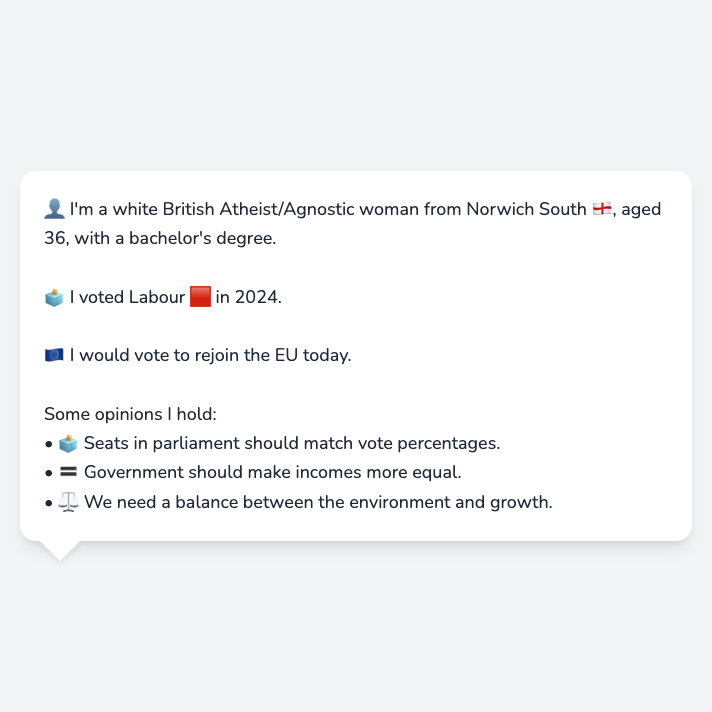 👤 I'm a white British Atheist/Agnostic woman from Norwich South 🏴󠁧󠁢󠁥󠁮󠁧󠁿, aged
36, with a bachelor's degree.
🗳️ I voted Labour 🟥 in 2024.
🇪🇺 I would vote to rejoin the EU today.
Some opinions I hold:
• 🗳️ Seats in parliament should match vote percentages.
• 🟰 Government should make incomes more equal.
• ⚖️ We need a balance between the environment and growth.